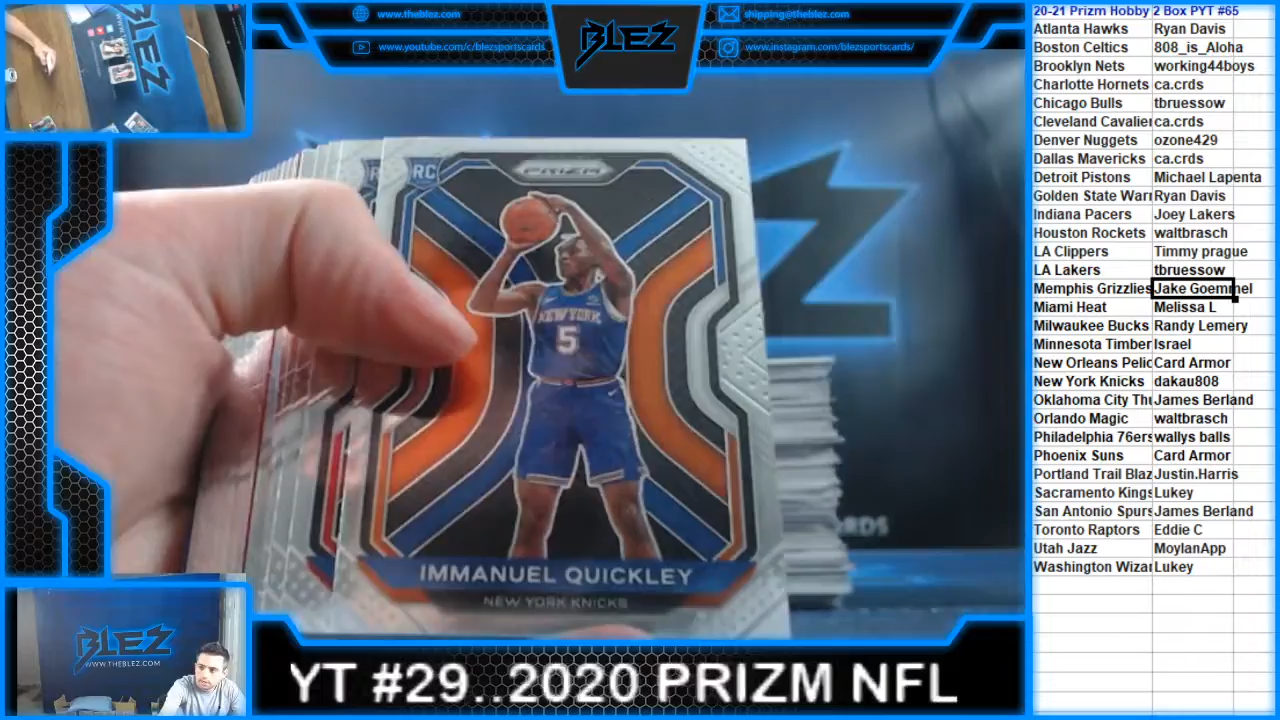 www.theblez.com
www.youtube.com/c/blezsportscards
BLEZ
shipping@theblez.com
www.instagram.com/blezsportscards/
BLEZ
RC
PRIZM
NEW YORK
5
IMMANUEL QUICKLEY
NEW YORK KNICKS
BLEZ
WWW.THEBLEZ.COM
YT #29..2020 PRIZM NFL
20-21 Prizm Hobby 2 Box PYT #65
Atlanta Hawks Ryan Davis
Boston Celtics 808_is_Aloha
Brooklyn Nets working44boys
Charlotte Hornets ca.crds
Chicago Bulls tbruessow
Cleveland Cavalier ca.crds
Denver Nuggets ozone429
Dallas Mavericks ca.crds
Detroit Pistons Michael Lapenta
Golden State Warr Ryan Davis
Indiana Pacers Joey Lakers
Houston Rockets waltbrasch
LA Clippers Timmy prague
LA Lakers tbruessow
Memphis Grizzlies Jake Goemmel
Miami Heat Melissa L
Milwaukee Bucks Randy Lemery
Minnesota Timber Israel
New Orleans Pelic Card Armor
New York Knicks dakau808
Oklahoma City Thu James Berland
Orlando Magic waltbrasch
Philadelphia 76ers wallys balls
Phoenix Suns Card Armor
Portland Trail Blaz Justin.Harris
Sacramento Kings Lukey
San Antonio Spurs James Berland
Toronto Raptors Eddie C
Utah Jazz MoylanApp
Washington Wizar Lukey